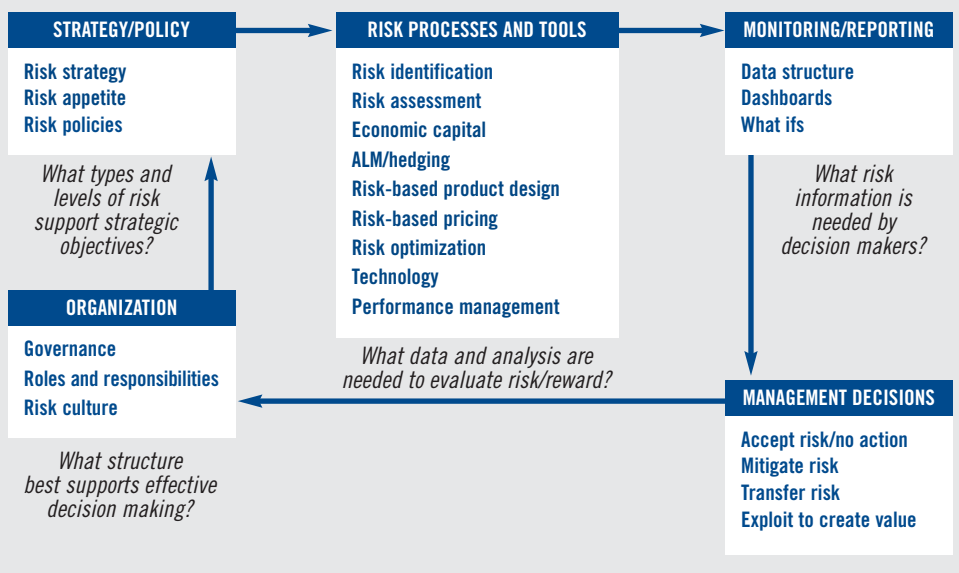 STRATEGY/POLICY
Risk strategy
Risk appetite
Risk policies
What types and
levels of risk
support strategic
objectives?
RISK PROCESSES AND TOOLS
Risk identification
Risk assessment
Economic capital
ALM/hedging
Risk-based product design
Risk-based pricing
Risk optimization
Technology
Performance management
What data and analysis are
needed to evaluate risk/reward?
MONITORING/REPORTING
Data structure
Dashboards
What ifs
What risk
information is
needed by
decision makers?
MANAGEMENT DECISIONS
Accept risk/no action
Mitigate risk
Transfer risk
Exploit to create value
ORGANIZATION
Governance
Roles and responsibilities
Risk culture
What structure
best supports effective
decision making?